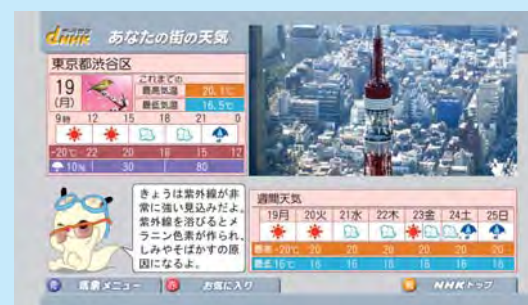 NHK あなたの街の天気
東京都渋谷区
19
(月)
これまでの
最高気温 20.1℃
最低気温 16.5℃
9時 12 15 18 21 0
-20℃ 22 20 18 15 12
10% 30 80
きょうは紫外線が非
常に強い見込みだよ。
紫外線を浴びるとメ
ラニン色素が作られ、
しみやそばかすの原
因になるよ。
週間天気
19月 20火 21水 22木 23金 24土 25日
最高 -20℃ 20 20 20 20 20 20
最低 16℃ 16 16 16 16 16 16
気象メニュー お気に入り NHKトップ